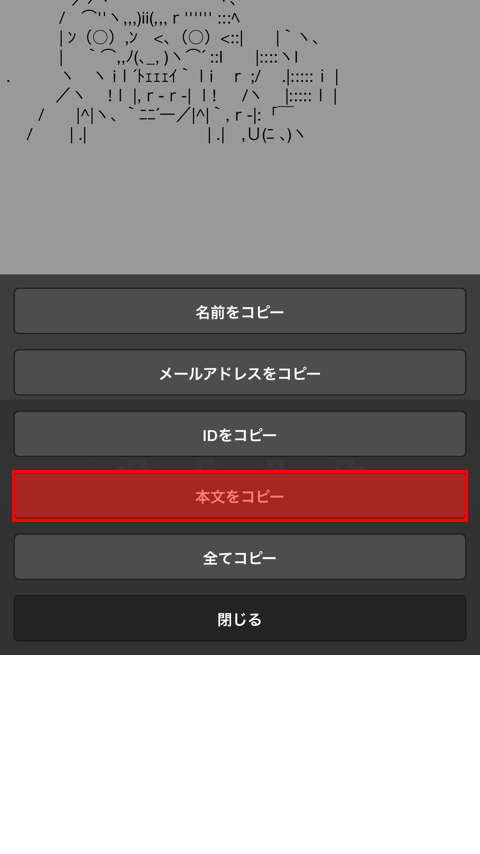 /　⌒''ヽ,,,)ii(,,, r '''''' :::ﾍ
| ﾝ（○）,ﾝ　<、（○）<::|　　|｀ヽ、
|　 ｀⌒,,ﾉ(､_, )ヽ⌒´ ::l　　|::::ヽl
.　　　ヽ　ヽ il´ﾄｪｪｪｲ｀ li　r ;/　.|:::::i |
／ヽ　 !l |,r-r-| l!　 /ヽ　|:::::l |
/　　|^|ヽ、｀ﾆﾆ´一／|^|｀,r-|:「￣
/　　| .|　　　　　　　| .|　,U(ﾆ 、)ヽ
名前をコピー
メールアドレスをコピー
IDをコピー
本文をコピー
全てコピー
閉じる